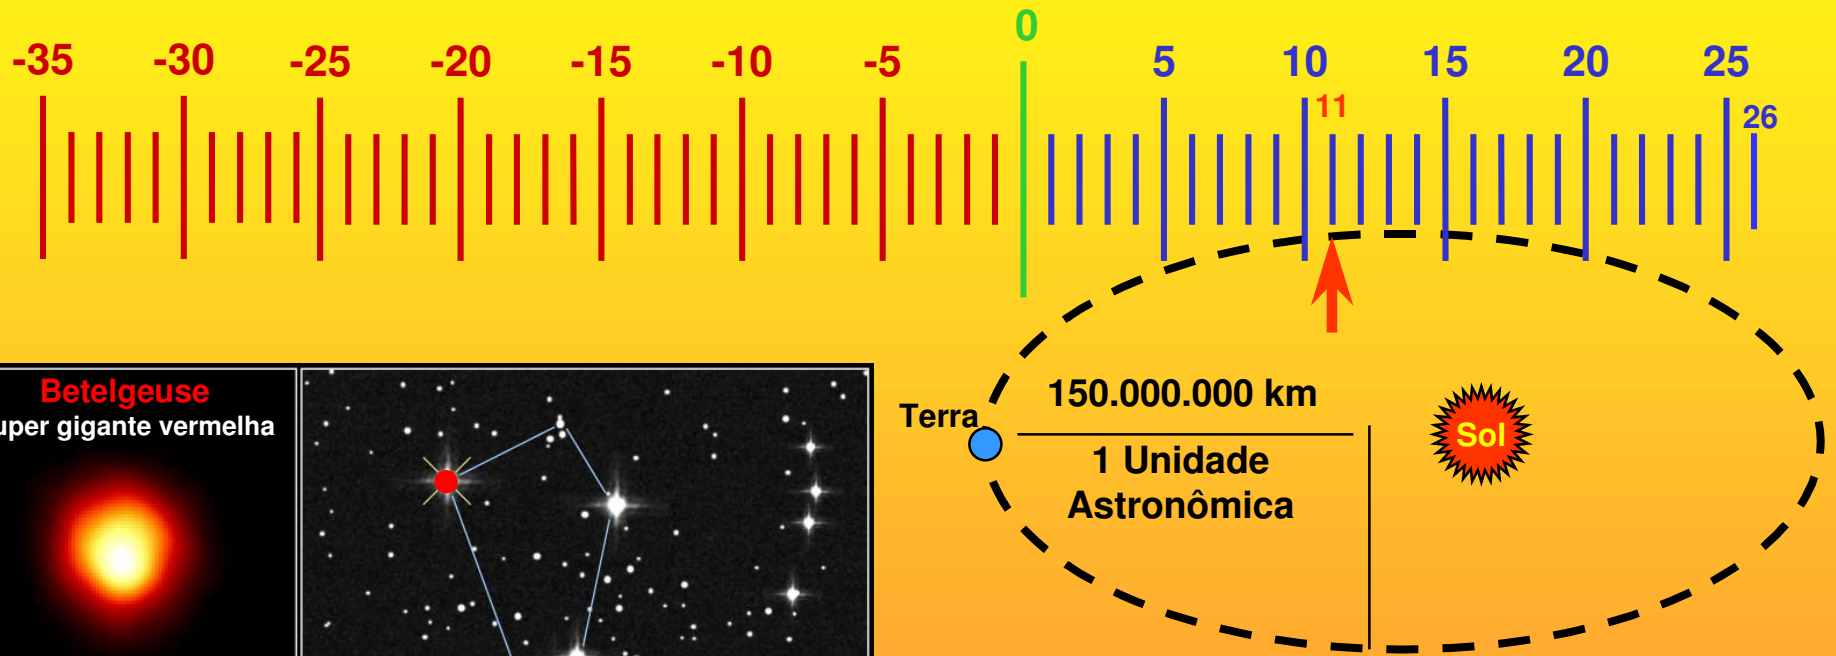 0
-35 -30 -25 -20 -15 -10 -5 5 10 15 20 25
11 26
Betelgeuse
uper gigante vermelha
Terra
150.000.000 km
1 Unidade
Astronômica
Sol